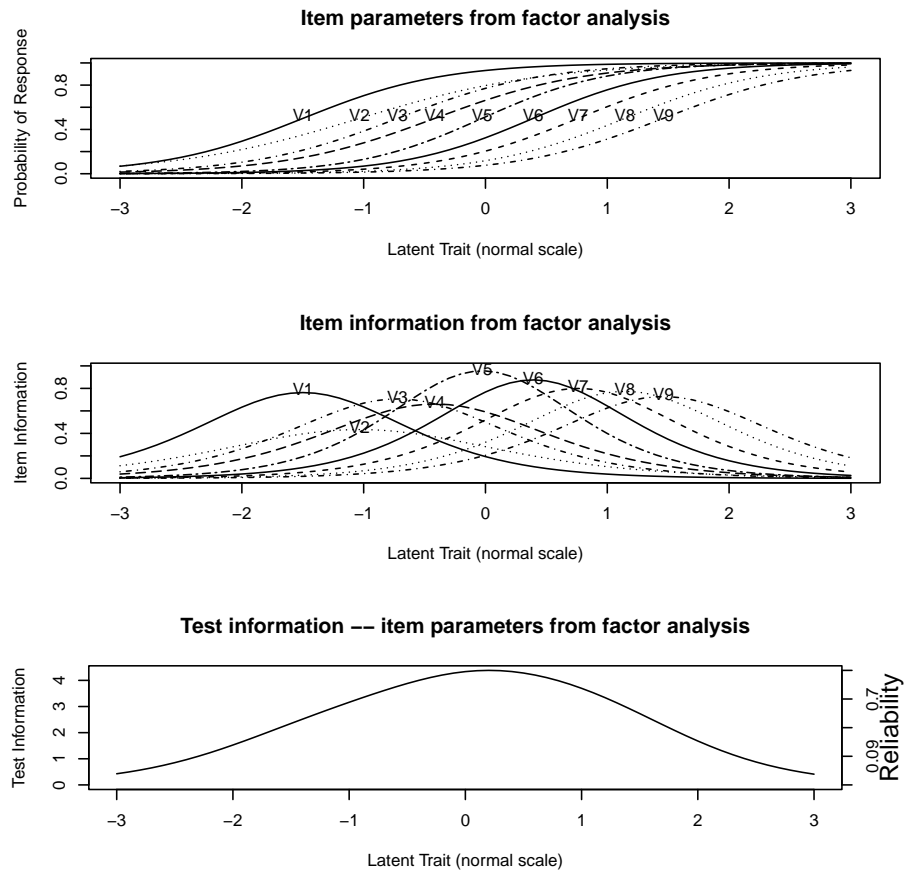 Item parameters from factor analysis
Probability of Response
0.0 0.4 0.8
V1 V2 V3 V4 V5 V6 V7 V8 V9
−3 −2 −1 0 1 2 3
Latent Trait (normal scale)
Item information from factor analysis
Item Information
0.0 0.4 0.8
V1 V2 V3 V4 V5 V6 V7 V8 V9
−3 −2 −1 0 1 2 3
Latent Trait (normal scale)
Test information −− item parameters from factor analysis
Test Information
0 1 2 3 4
0.09 0.7
Reliability
−3 −2 −1 0 1 2 3
Latent Trait (normal scale)